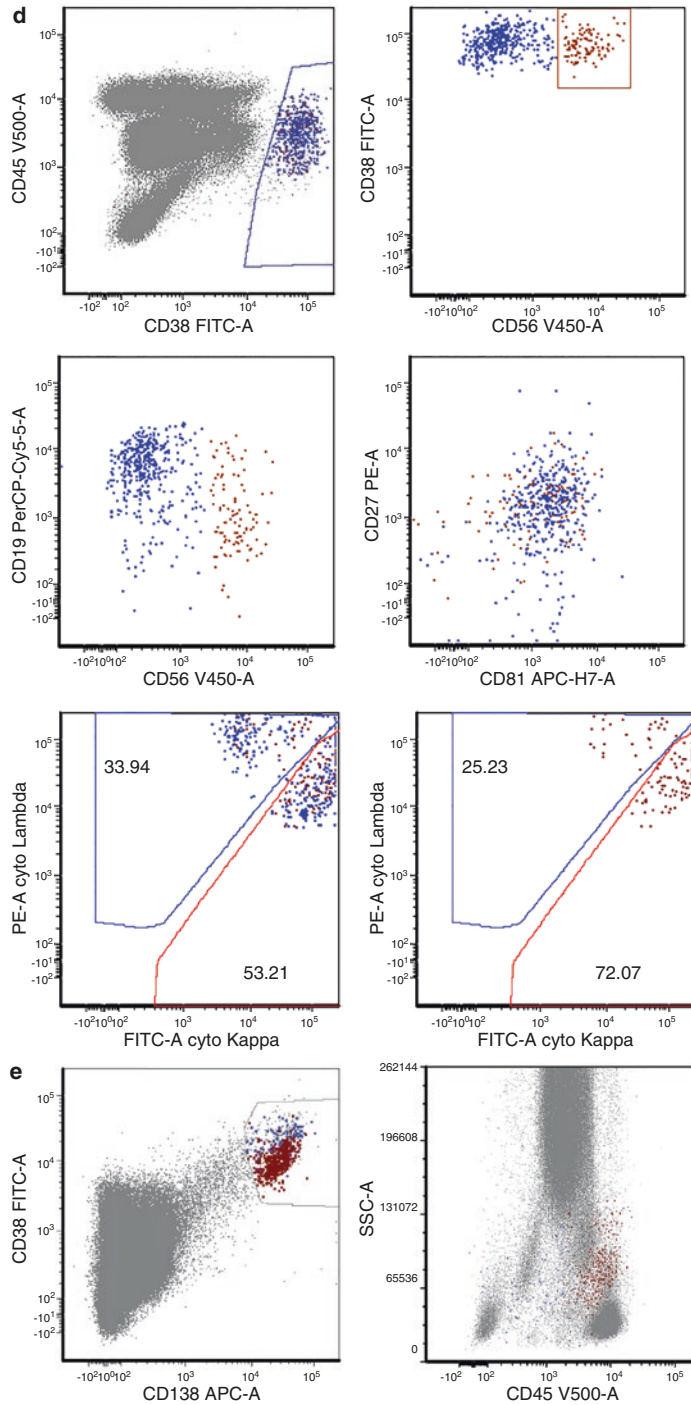 d
10⁵
10⁴
10³
10²
-10¹
-10²
CD45 V500-A
-10² 10² 10³ 10⁴ 10⁵
CD38 FITC-A
10⁵
10⁴
10³
10²
-10¹
-10²
CD38 FITC-A
-10²10¹10² 10³ 10⁴ 10⁵
CD56 V450-A
10⁵
10⁴
10³
10²
-10¹
-10²
CD19 PerCP-Cy5-5-A
-10²10¹10² 10³ 10⁴ 10⁵
CD56 V450-A
10⁵
10⁴
10³
10²
-10¹
-10²
CD27 PE-A
-10²10¹10² 10³ 10⁴ 10⁵
CD81 APC-H7-A
10⁵
10⁴
10³
10²
-10¹
-10²
PE-A cyto Lambda
33.94
53.21
-10²10¹10² 10³ 10⁴ 10⁵
FITC-A cyto Kappa
10⁵
10⁴
10³
10²
-10¹
-10²
PE-A cyto Lambda
25.23
72.07
-10²10¹10² 10³ 10⁴ 10⁵
FITC-A cyto Kappa
e
10⁵
10⁴
10³
10²
-10¹
-10²
CD38 FITC-A
-10²10¹10² 10³ 10⁴ 10⁵
CD138 APC-A
262144
196608
131072
65536
0
SSC-A
-10² 10² 10³ 10⁴ 10⁵
CD45 V500-A